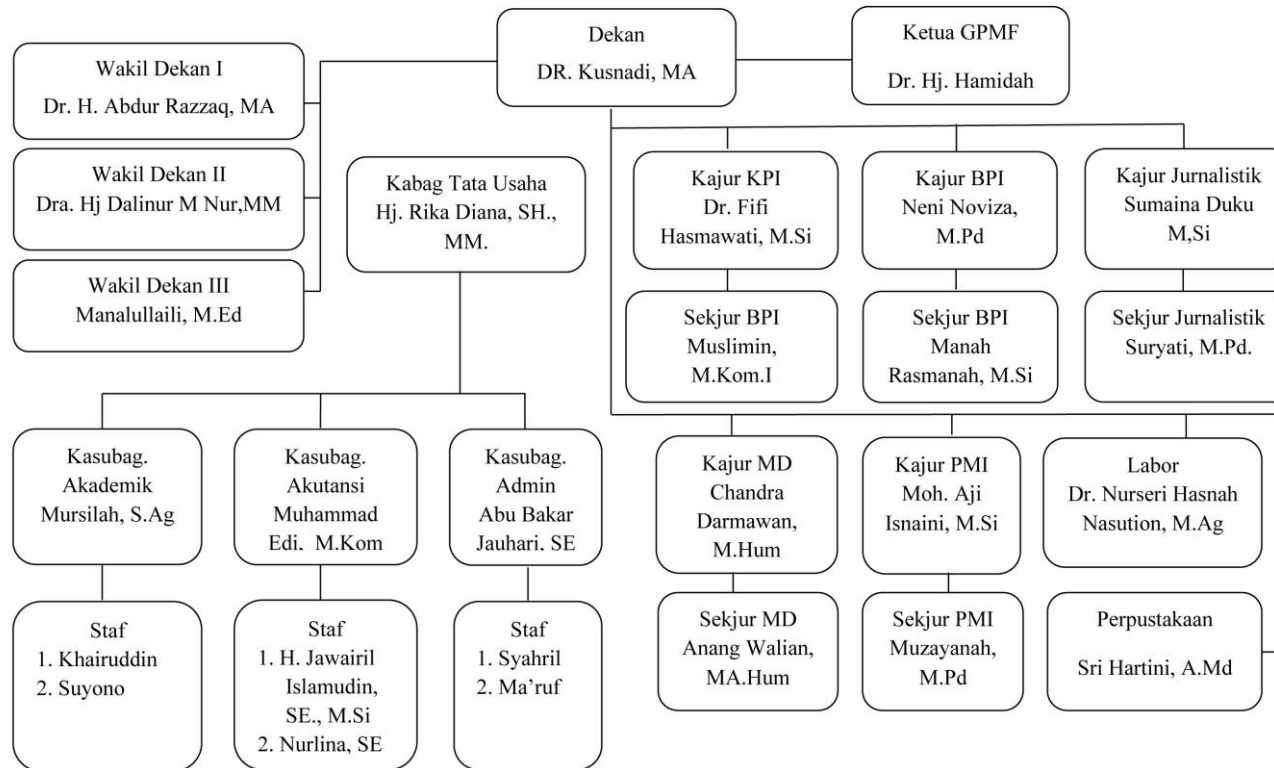 Dekan
DR. Kusnadi, MA
Ketua GPMF
Dr. Hj. Hamidah
Wakil Dekan I
Dr. H. Abdur Razzaq, MA
Wakil Dekan II
Dra. Hj Dalinur M Nur,MM
Wakil Dekan III
Manalullaili, M.Ed
Kabag Tata Usaha
Hj. Rika Diana, SH.,
MM.
Kajur KPI
Dr. Fifi
Hasmawati, M.Si
Kajur BPI
Neni Noviza,
M.Pd
Kajur Jurnalistik
Sumaina Duku
M,Si
Sekjur BPI
Muslimin,
M.Kom.I
Sekjur BPI
Manah
Rasmanah, M.Si
Sekjur Jurnalistik
Suryati, M.Pd.
Kasubag.
Akademik
Mursilah, S.Ag
Kasubag.
Akutansi
Muhammad
Edi, M.Kom
Kasubag.
Admin
Abu Bakar
Jauhari, SE
Kajur MD
Chandra
Darmawan,
M.Hum
Kajur PMI
Moh. Aji
Isnaini, M.Si
Labor
Dr. Nurseri Hasnah
Nasution, M.Ag
Staf
1. Khairuddin
2. Suyono
Staf
1. H. Jawairil
Islamudin,
SE., M.Si
2. Nurlina, SE
Staf
1. Syahril
2. Ma’ruf
Sekjur MD
Anang Walian,
MA.Hum
Sekjur PMI
Muzayanah,
M.Pd
Perpustakaan
Sri Hartini, A.Md